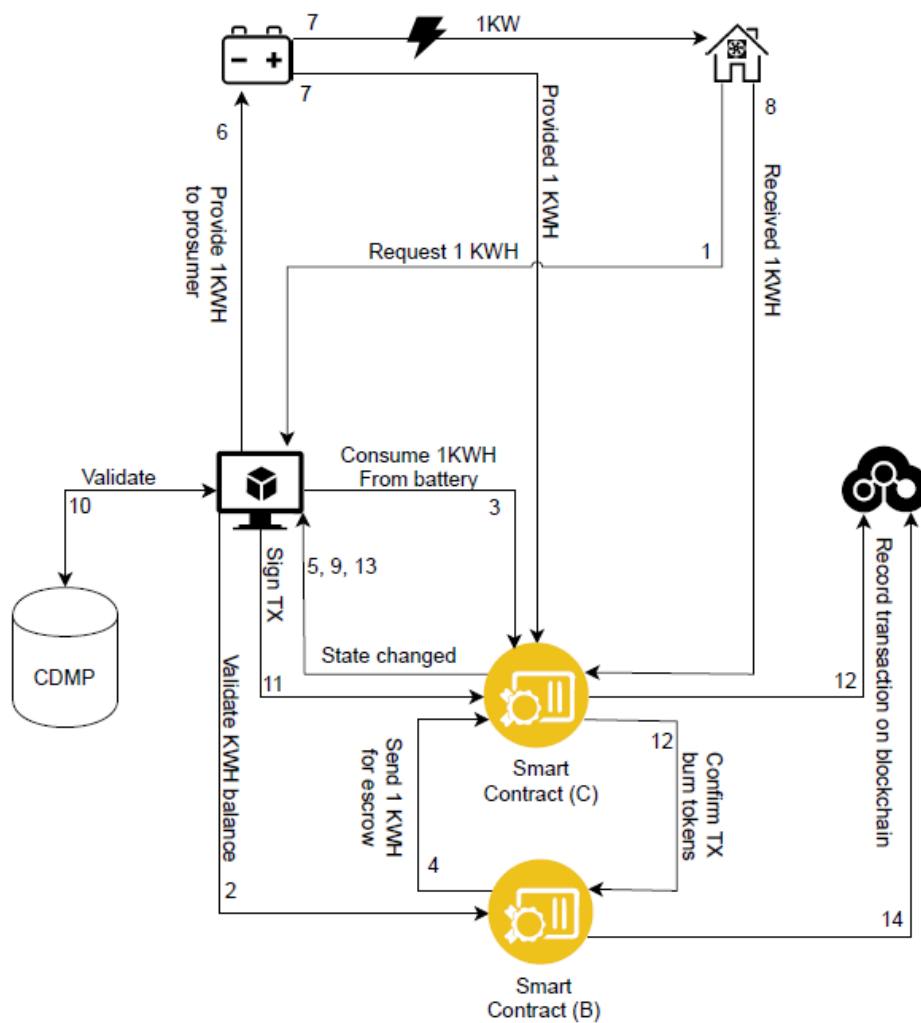 7
1KW
7
6
8
Provide 1KWH
to prosumer
Provided 1 KWH
Received 1KWH
Request 1 KWH
1
Validate
10
Consume 1KWH
From battery
3
CDMP
Sign TX
5, 9, 13
State changed
11
12
Validate KWH balance
2
Send 1 KWH
for escrow
4
Smart
Contract (C)
12
Confirm TX
burn tokens
Record transaction on blockchain
14
Smart
Contract (B)